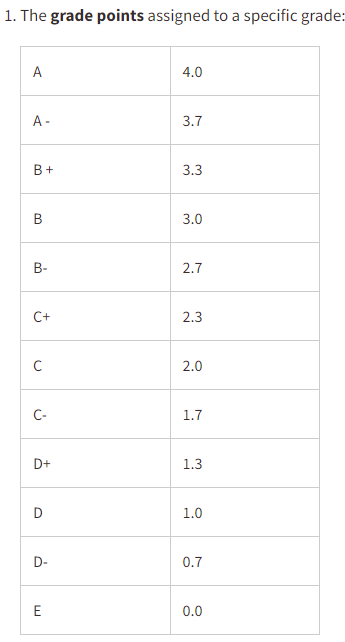 1. The grade points assigned to a specific grade:
A 4.0
A - 3.7
B + 3.3
B 3.0
B- 2.7
C+ 2.3
C 2.0
C- 1.7
D+ 1.3
D 1.0
D- 0.7
E 0.0